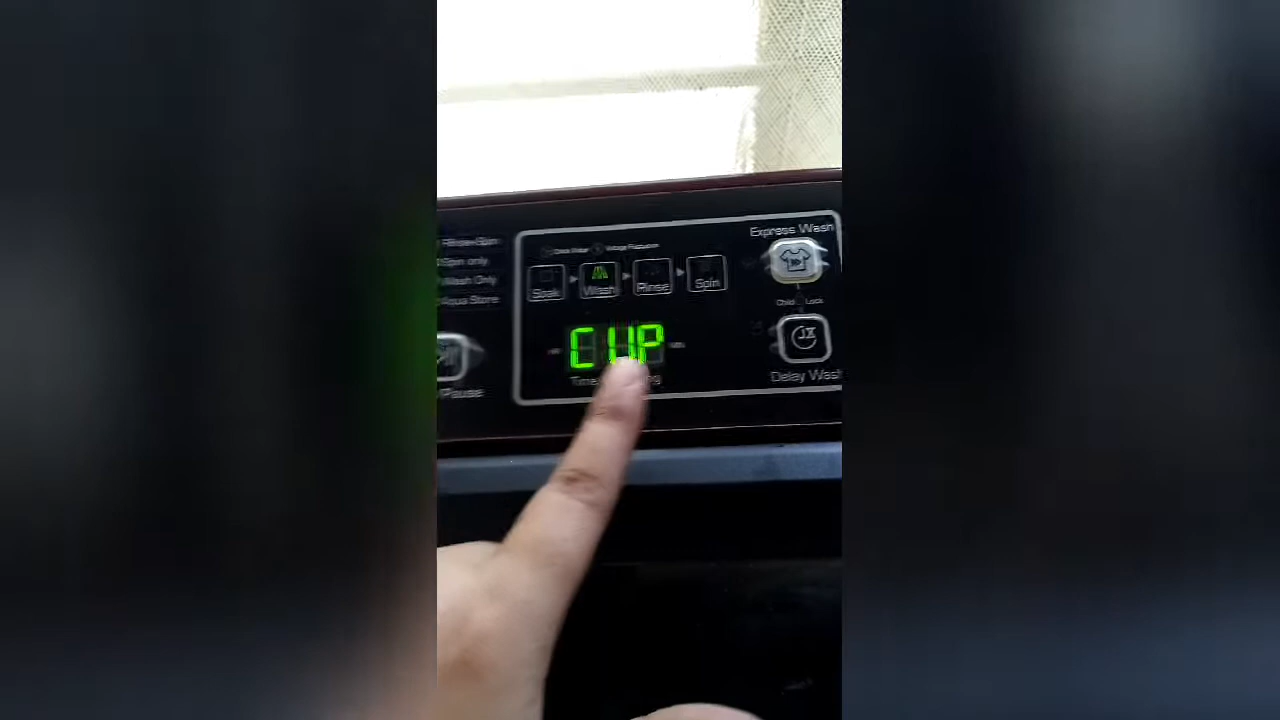 Express Wash
Rinse+Spin
Spin only
Wash Only
Aqua Store
Soak
Wash
Rinse
Spin
Child Lock
CUP
Delay Wash
/Pause